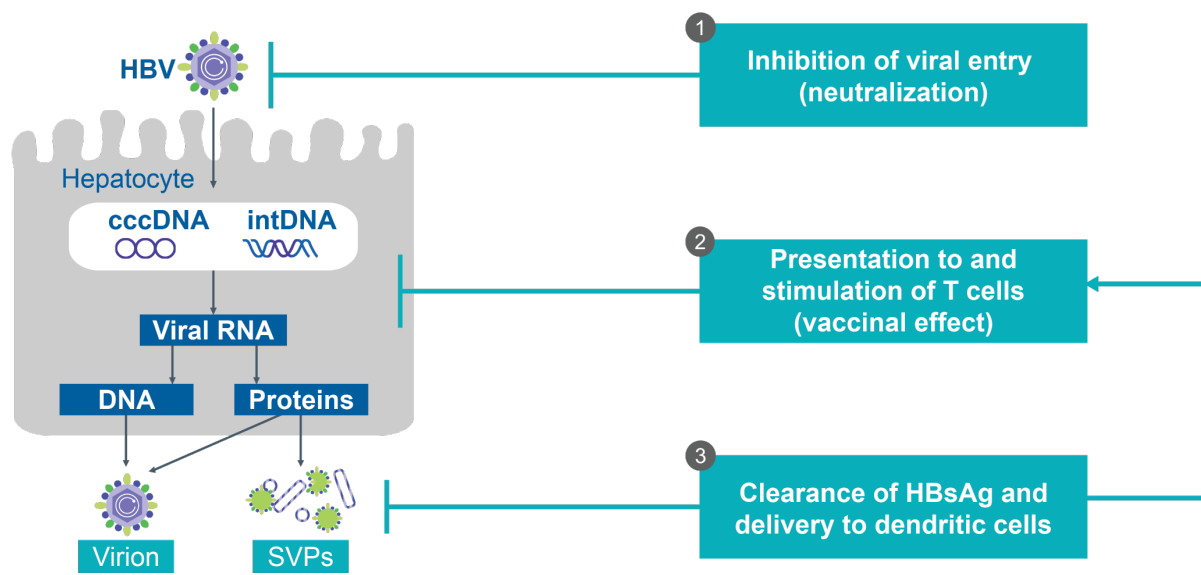 1
Inhibition of viral entry
(neutralization)
HBV
Hepatocyte
cccDNA
intDNA
2
Presentation to and
stimulation of T cells
(vaccinal effect)
Viral RNA
DNA
Proteins
3
Clearance of HBsAg and
delivery to dendritic cells
Virion
SVPs